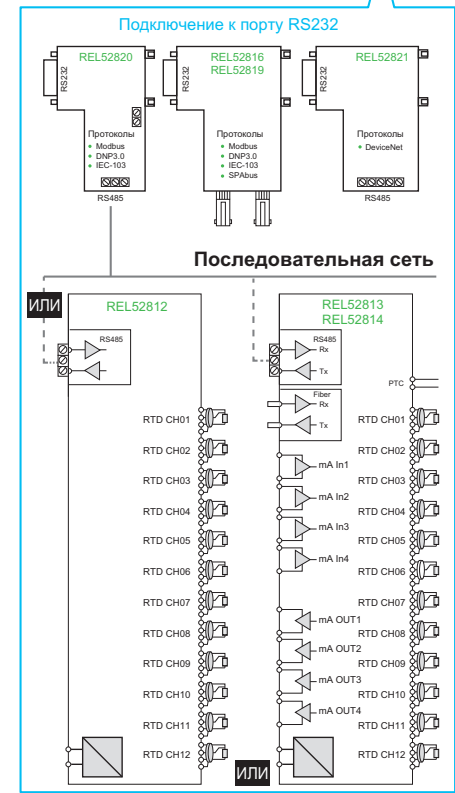 Подключение к порту RS232
REL52820
RS232
Протоколы
Modbus
DNP3.0
IEC-103
RS485
REL52816
REL52819
RS232
Протоколы
Modbus
DNP3.0
IEC-103
SPAbus
REL52821
RS232
Протоколы
DeviceNet
RS485
Последовательная сеть
ИЛИ
REL52812
RS485
RTD CH01
RTD CH02
RTD CH03
RTD CH04
RTD CH05
RTD CH06
RTD CH07
RTD CH08
RTD CH09
RTD CH10
RTD CH11
RTD CH12
ИЛИ
REL52813
REL52814
RS485
Rx
Tx
Fiber
Rx
Tx
mA In1
mA In2
mA In3
mA In4
mA OUT1
mA OUT2
mA OUT3
mA OUT4
PTC
RTD CH01
RTD CH02
RTD CH03
RTD CH04
RTD CH05
RTD CH06
RTD CH07
RTD CH08
RTD CH09
RTD CH10
RTD CH11
RTD CH12